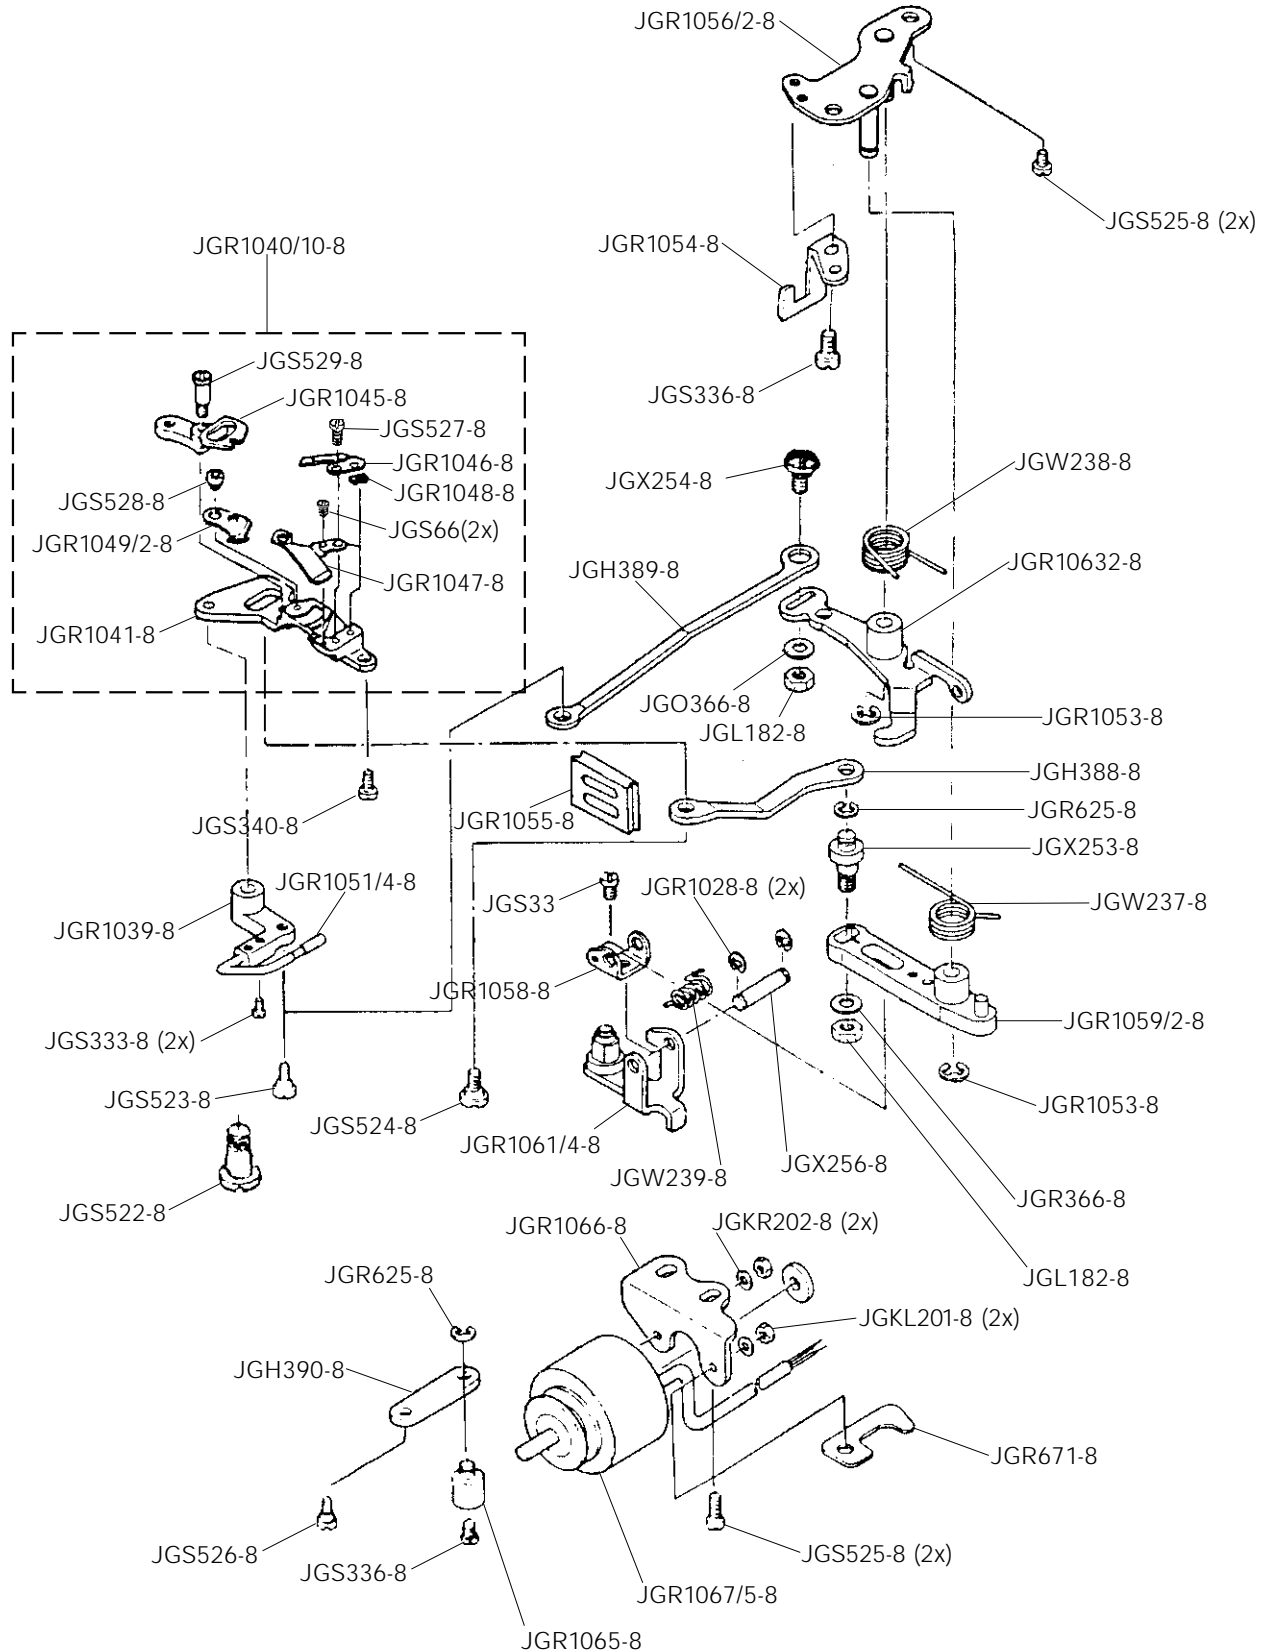 JGR1056/2-8
JGS525-8 (2x)
JGR1040/10-8
JGR1054-8
JGS529-8
JGS336-8
JGR1045-8
JGS527-8
JGR1046-8
JGW238-8
JGX254-8
JGS528-8
JGR1048-8
JGS66(2x)
JGR1049/2-8
JGR10632-8
JGH389-8
JGR1047-8
JGR1041-8
JGO366-8
JGR1053-8
JGL182-8
JGH388-8
JGR625-8
JGS340-8
JGR1055-8
JGX253-8
JGR1028-8 (2x)
JGR1051/4-8
JGW237-8
JGS33
JGR1039-8
JGR1058-8
JGR1059/2-8
JGS333-8 (2x)
JGS523-8
JGR1053-8
JGS524-8
JGR1061/4-8
JGX256-8
JGW239-8
JGR366-8
JGS522-8
JGR1066-8
JGKR202-8 (2x)
JGR625-8
JGL182-8
JGKL201-8 (2x)
JGH390-8
JGR671-8
JGS526-8
JGS525-8 (2x)
JGS336-8
JGR1067/5-8
JGR1065-8